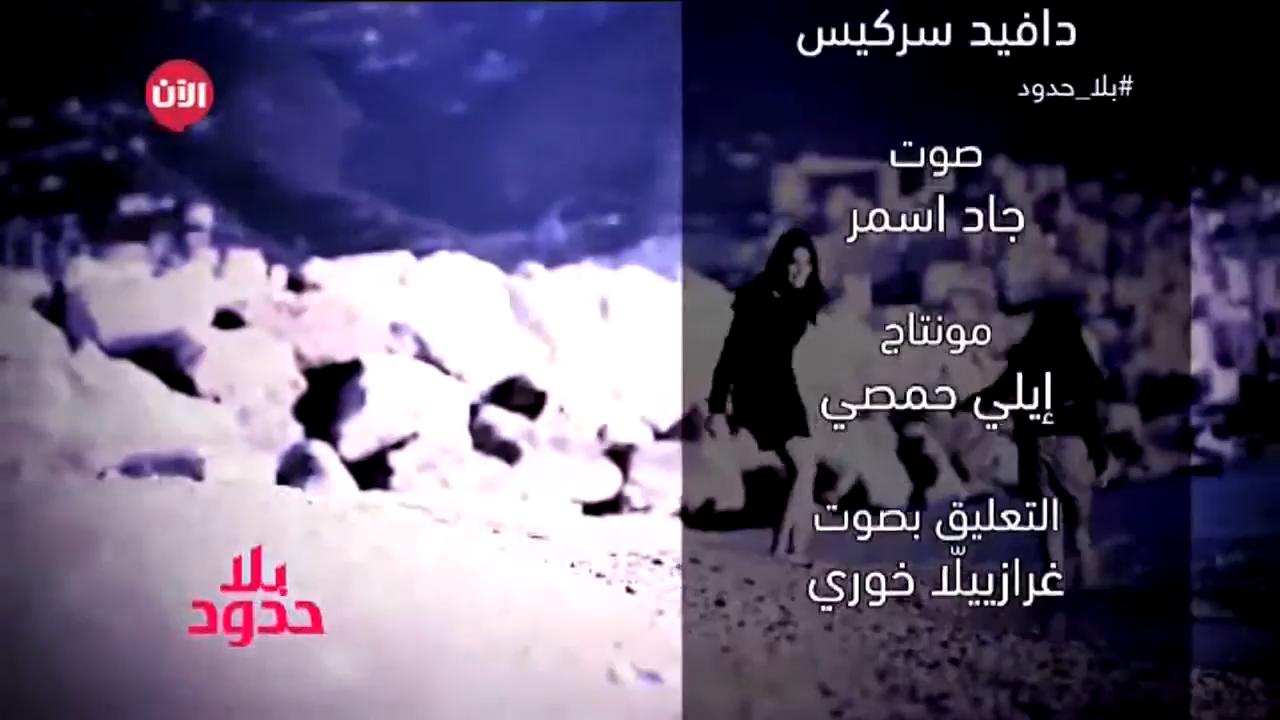 دافيد سركيس
#بلا_حدود
الآن
صوت
جاد اسمر
مونتاج
إيلي حمصي
التعليق بصوت
غرازييلّا خوري
بلا
حدود